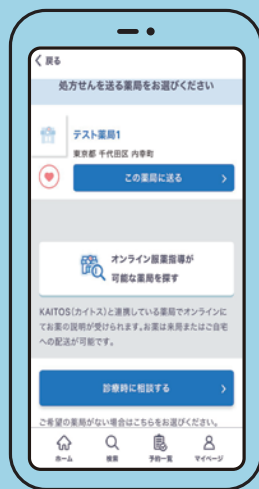 戻る
処方せんを送る薬局をお選びください
テスト薬局1
東京都 千代田区 内幸町
この薬局に送る
オンライン服薬指導が
可能な薬局を探す
KAITOS(カイトス)と連携している薬局でオンラインに
てお薬の説明が受けられます。お薬は来局またはご自宅
への配送が可能です。
診療時に相談する
ご希望の薬局がない場合はこちらをお選びください。
ホーム 検索 予約一覧 マイページ